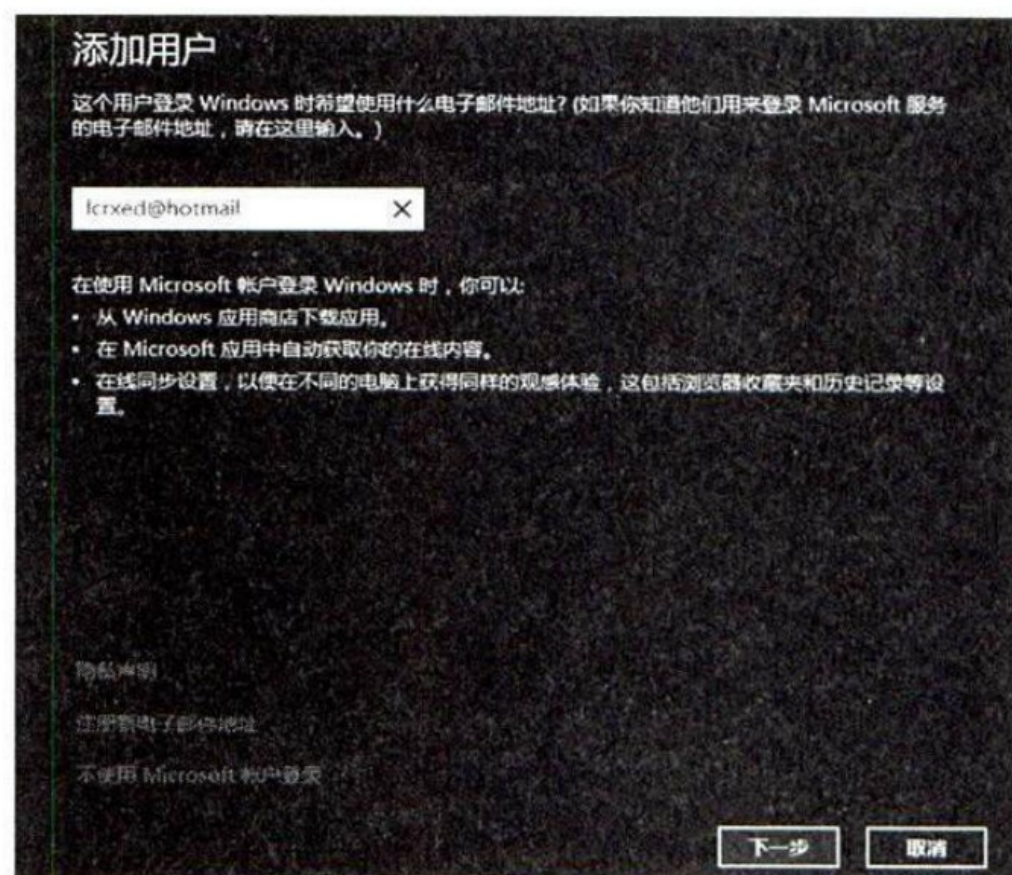 添加用户
这个用户登录 Windows 时希望使用什么电子邮件地址? (如果你知道他们用来登录 Microsoft 服务
的电子邮件地址，请在这里输入。)
fcrxed@hotmail
在使用 Microsoft 帐户登录 Windows 时，你可以:
• 从 Windows 应用商店下载应用。
• 在 Microsoft 应用中自动获取你的在线内容。
• 在线同步设置，以便在不同的电脑上获得同样的观感体验，这包括浏览器收藏夹和历史记录等设
置。
隐私声明
注册新电子邮件地址
不使用 Microsoft 帐户登录
下一步
取消